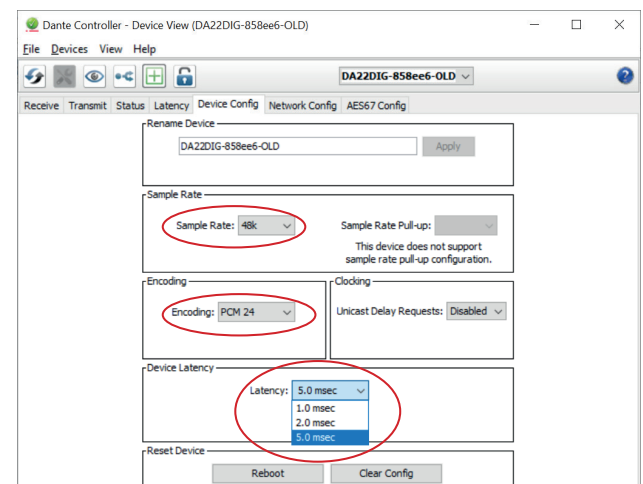 Dante Controller - Device View (DA22DIG-858ee6-OLD)
File Devices View Help
DA22DIG-858ee6-OLD
Receive Transmit Status Latency Device Config Network Config AES67 Config
Rename Device
DA22DIG-858ee6-OLD Apply
Sample Rate
Sample Rate: 48k Sample Rate Pull-up:
This device does not support
sample rate pull-up configuration.
Encoding Clocking
Encoding: PCM 24 Unicast Delay Requests: Disabled
Device Latency
Latency: 5.0 msec
1.0 msec
2.0 msec
5.0 msec
Reset Device
Reboot Clear Config